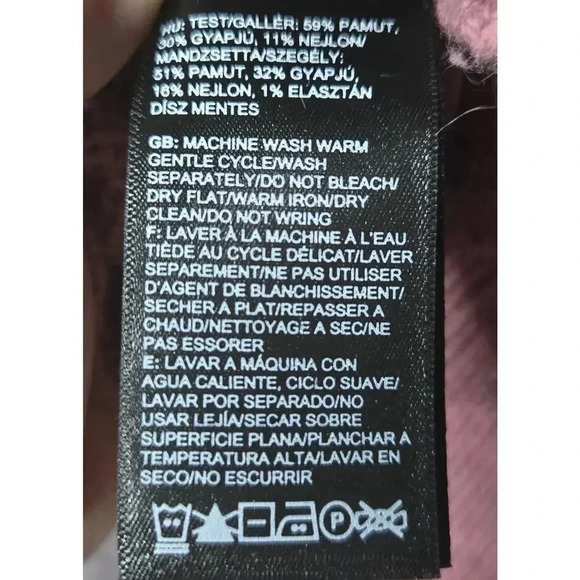 HU: TEST/GALLÉR: 59% PAMUT,
30% GYAPJÚ, 11% NEJLON/
MANDZSETTA/SZEGÉLY:
51% PAMUT, 32% GYAPJÚ,
16% NEJLON, 1% ELASZTÁN
DÍSZ MENTES
GB: MACHINE WASH WARM
GENTLE CYCLE/WASH
SEPARATELY/DO NOT BLEACH/
DRY FLAT/WARM IRON/DRY
CLEAN/DO NOT WRING
F: LAVER À LA MACHINE À L'EAU
TIÈDE AU CYCLE DÉLICAT/LAVER
SEPAREMENT/NE PAS UTILISER
D'AGENT DE BLANCHISSEMENT/
SECHER A PLAT/REPASSER A
CHAUD/NETTOYAGE A SEC/NE
PAS ESSORER
E: LAVAR A MÁQUINA CON
AGUA CALIENTE, CICLO SUAVE/
LAVAR POR SEPARADO/NO
USAR LEJÍA/SECAR SOBRE
SUPERFICIE PLANA/PLANCHAR A
TEMPERATURA ALTA/LAVAR EN
SECO/NO ESCURRIR
P